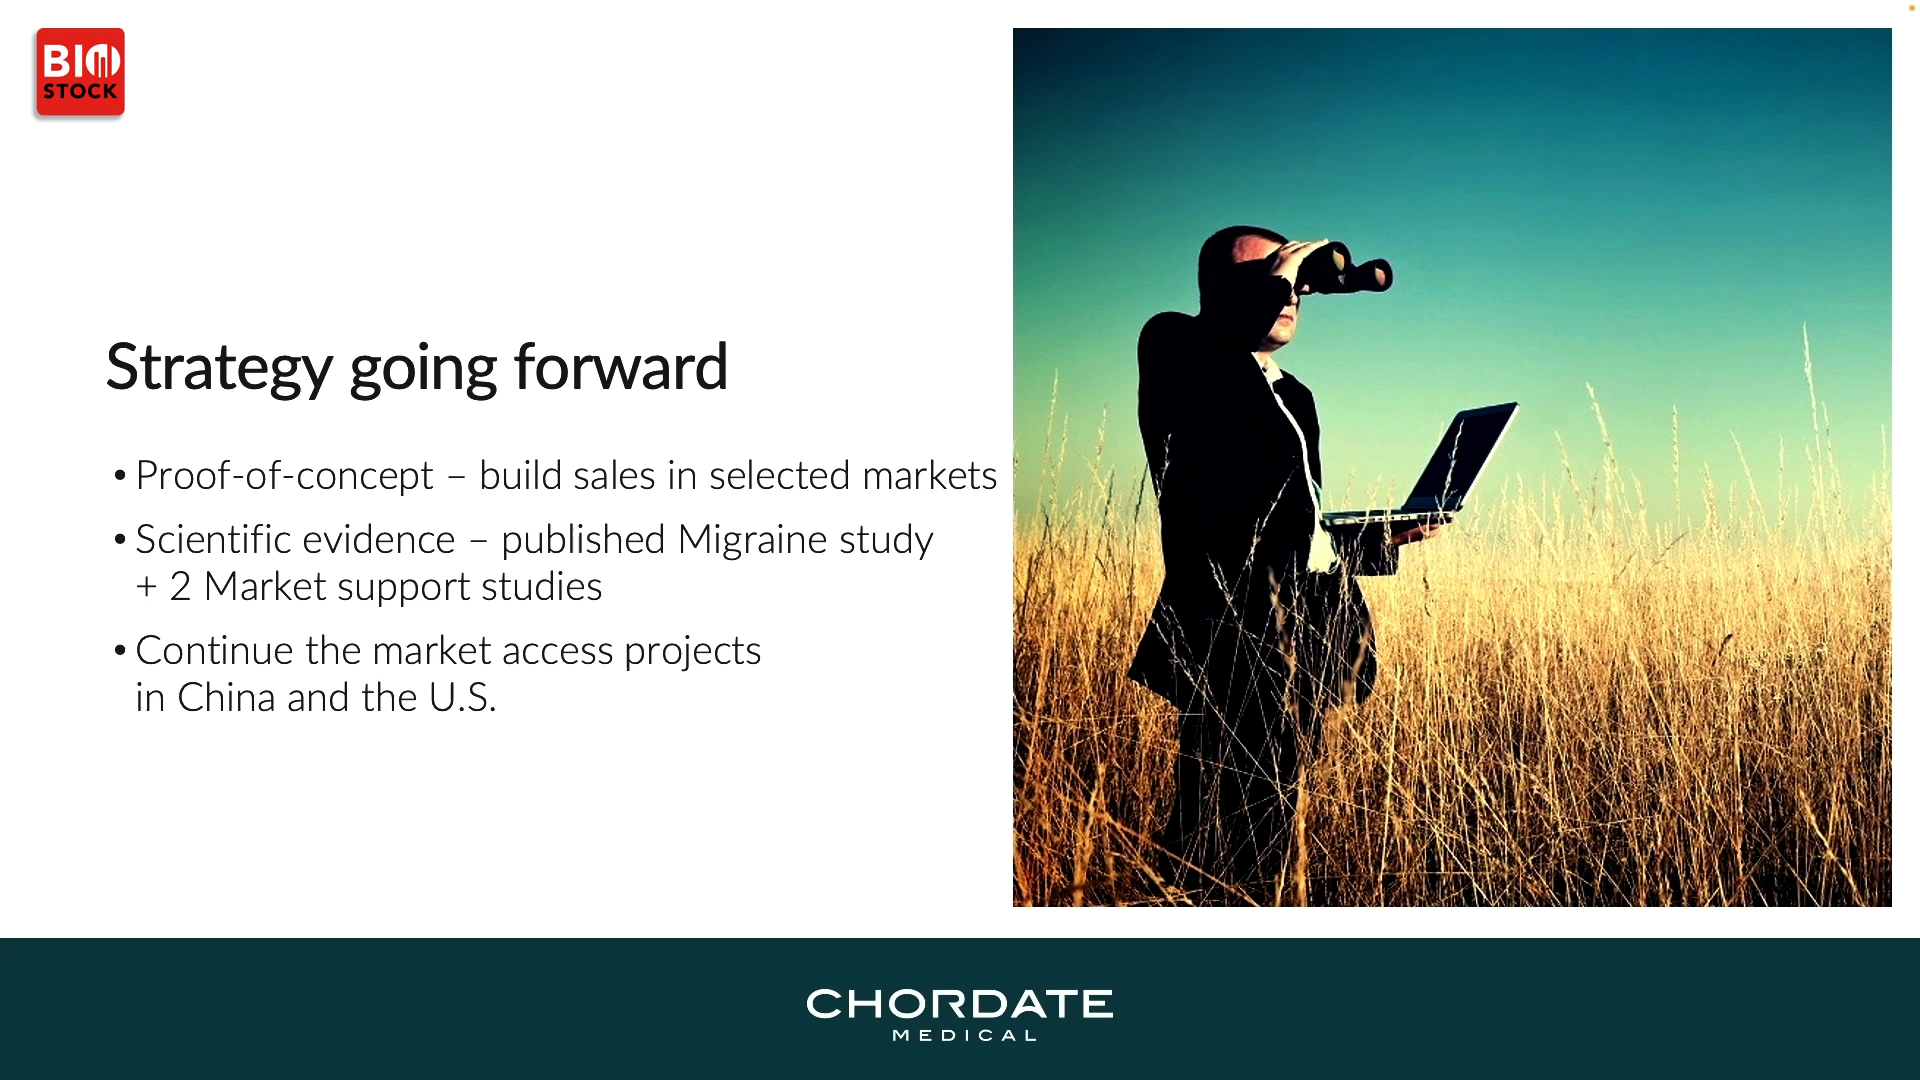 BIO
STOCK
Strategy going forward
• Proof-of-concept – build sales in selected markets
• Scientific evidence – published Migraine study
+ 2 Market support studies
• Continue the market access projects
in China and the U.S.
CHORDATE
MEDICAL